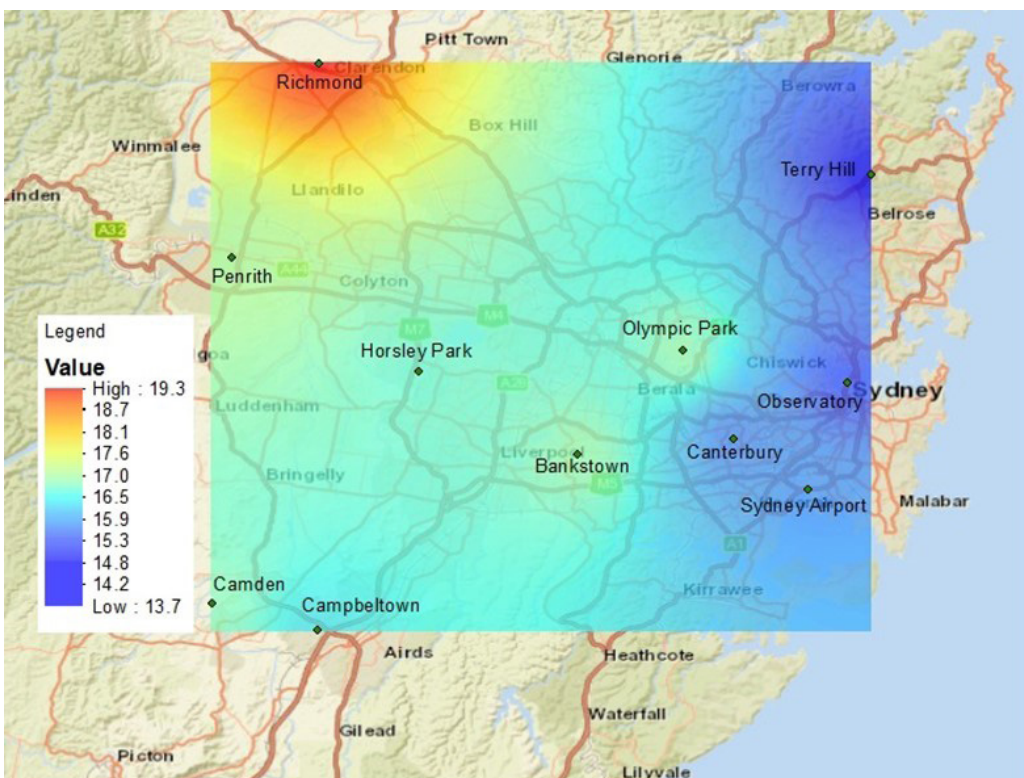 Pitt Town
Glenorie
Clarendon
Richmond
Berowra
Box Hill
Winmalee
Terry Hill
Llandilo
Linden
Belrose
A32
Penrith
A44
Colyton
M4
M7
Olympic Park
Legend
Value
High : 19.3
18.7
18.1
17.6
17.0
16.5
15.9
15.3
14.8
14.2
Low : 13.7
goa
Horsley Park
Chiswick
A28
Berala
Sydney
Observatory
Luddenham
Liverpool
Canterbury
Bankstown
Bringelly
M5
Sydney Airport
Malabar
A1
Camden
Kirrawee
Campbeltown
Airds
Heathcote
Waterfall
Gilead
Picton
Lilyvale